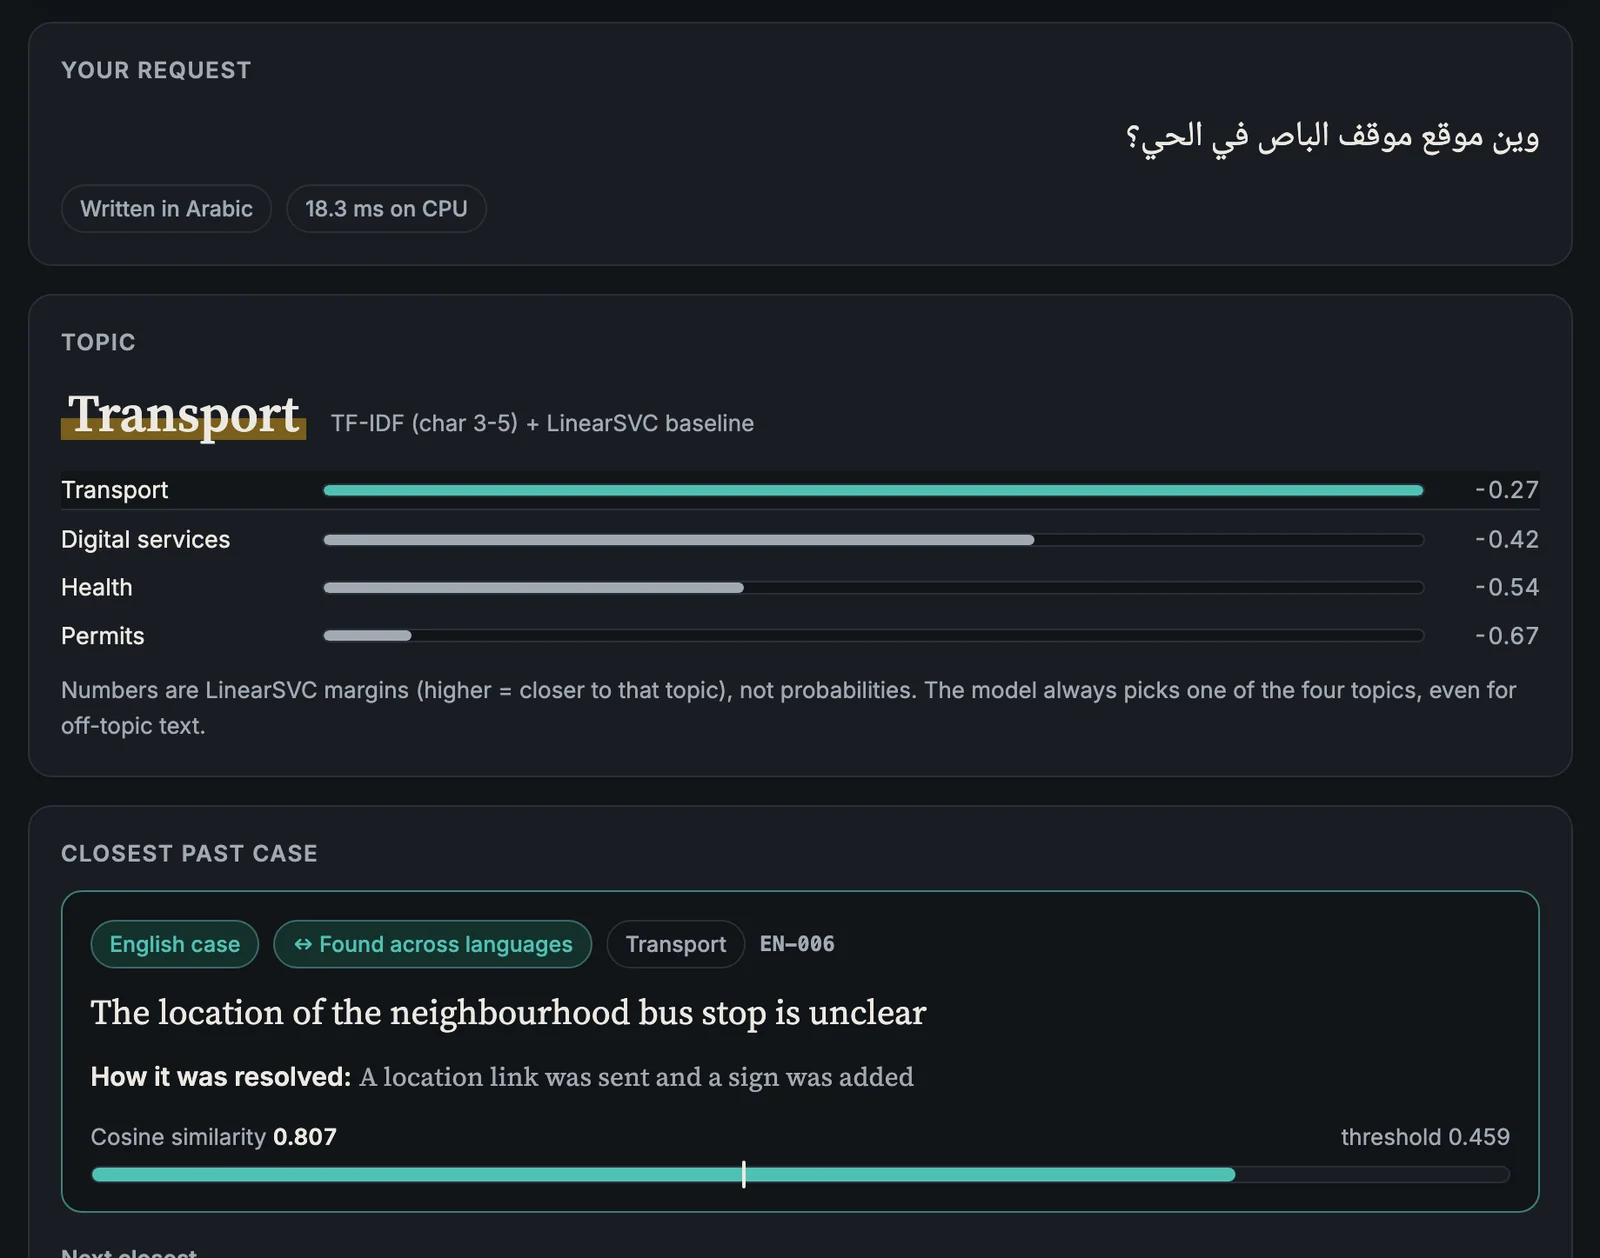 YOUR REQUEST
وين موقع موقف الباص في الحي؟
Written in Arabic
18.3 ms on CPU
TOPIC
Transport TF-IDF (char 3-5) + LinearSVC baseline
Transport -0.27
Digital services -0.42
Health -0.54
Permits -0.67
Numbers are LinearSVC margins (higher = closer to that topic), not probabilities. The model always picks one of the four topics, even for
off-topic text.
CLOSEST PAST CASE
English case ↔ Found across languages Transport EN-006
The location of the neighbourhood bus stop is unclear
How it was resolved: A location link was sent and a sign was added
Cosine similarity 0.807 threshold 0.459
Next closest